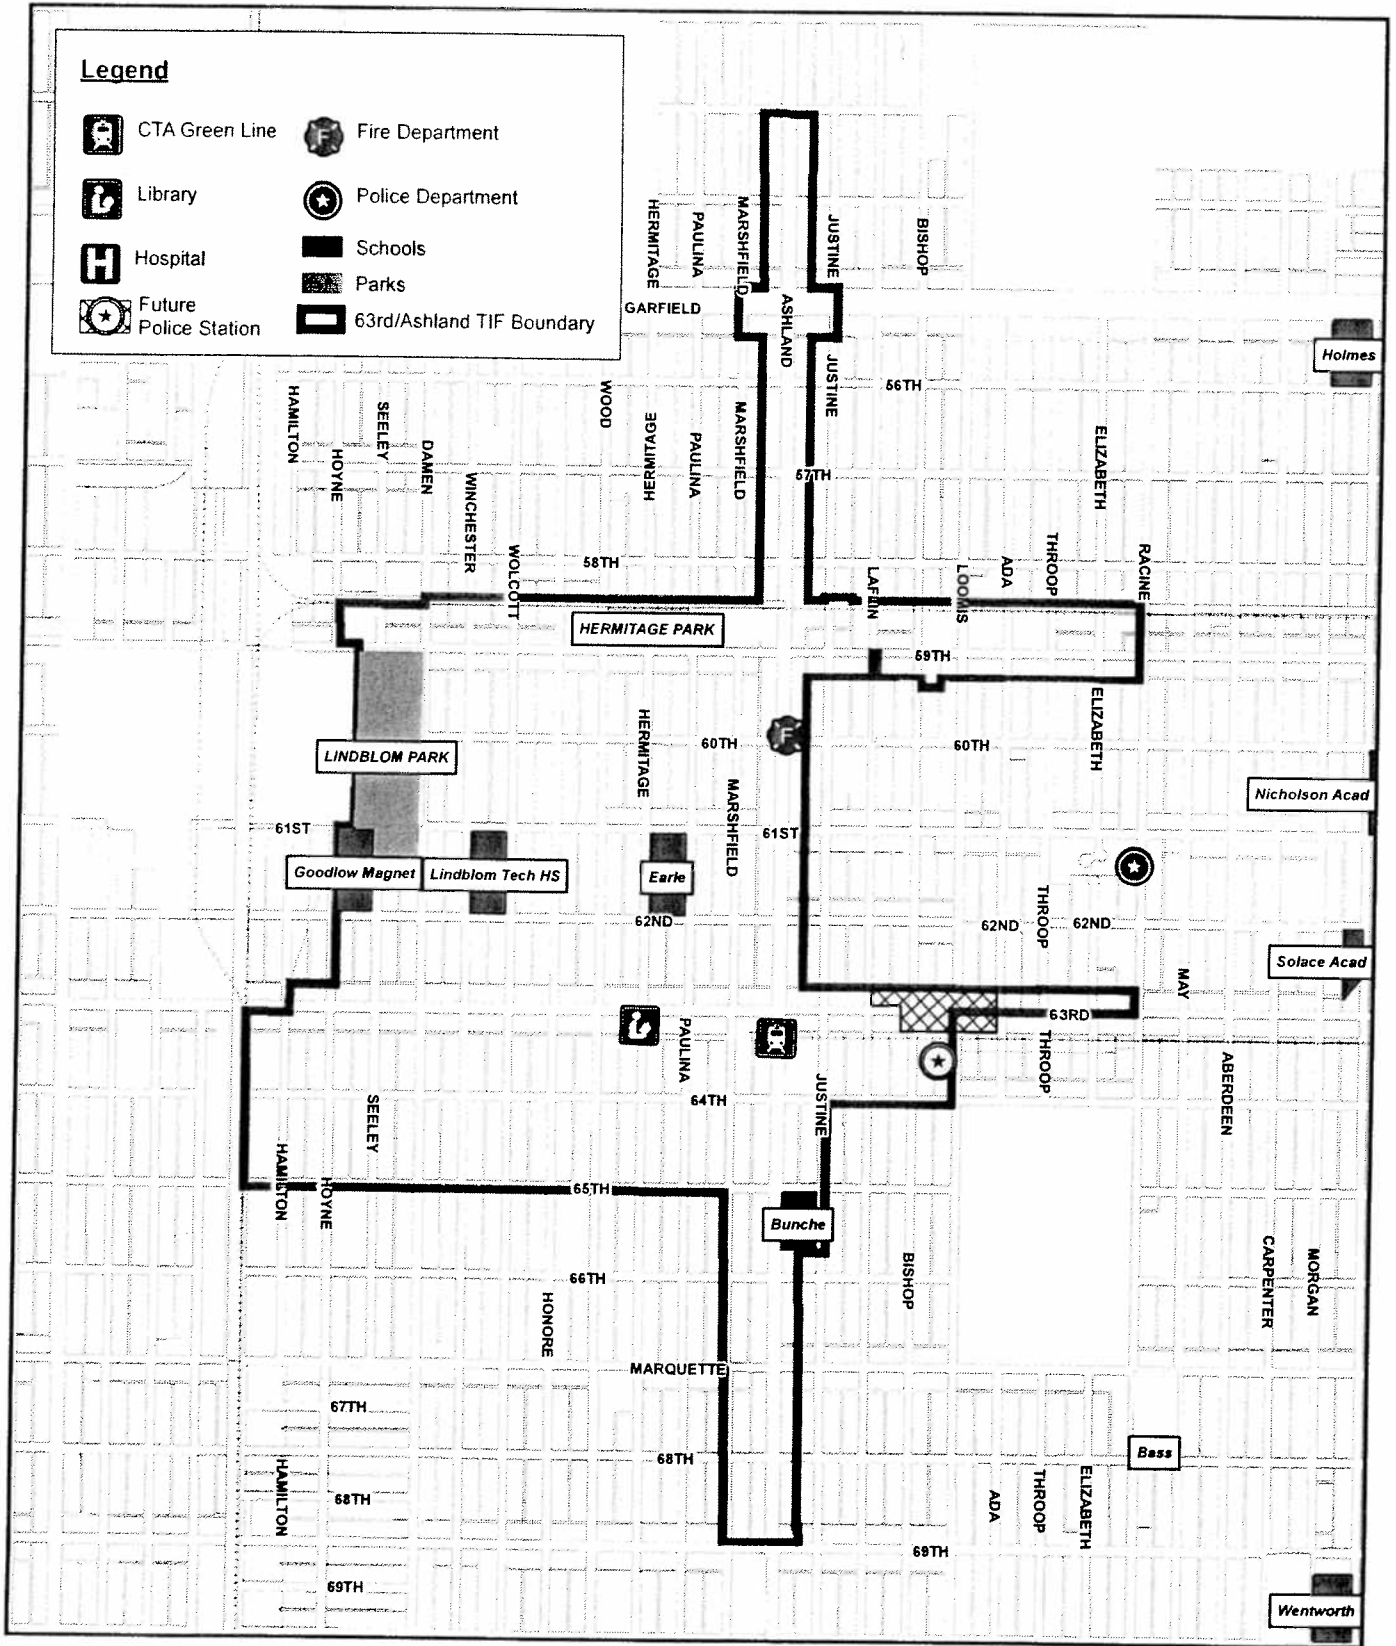 Legend
CTA Green Line
Fire Department
Library
Police Department
Hospital
Schools
Parks
Future
Police Station
63rd/Ashland TIF Boundary
F
H
HERMITAGE
PAULINA
MARSHFIELD
JUSTINE
BISHOP
GARFIELD
ASHLAND
Holmes
JUSTINE
56TH
HAMILTON
SEELEY
WOOD
HOYNE
DAMEN
HERMITAGE
PAULINA
MARSHFIELD
ELIZABETH
WINCHESTER
57TH
WOLCOTT
58TH
LAFLIN
LOOMIS
ADA
THROOP
RACINE
HERMITAGE PARK
59TH
HERMITAGE
60TH
F
60TH
ELIZABETH
LINDBLOM PARK
MARSHFIELD
Nicholson Acad
61ST
61ST
Goodlow Magnet
Lindblom Tech HS
Earle
62ND
THROOP
62ND
62ND
Solace Acad
MAY
PAULINA
63RD
THROOP
ABERDEEN
SEELEY
64TH
JUSTINE
HAMILTON
HOYNE
65TH
Bunche
66TH
BISHOP
CARPENTER
MORGAN
HONORE
MARQUETTE
67TH
68TH
Bass
HAMILTON
68TH
ADA
THROOP
ELIZABETH
69TH
69TH
Wentworth